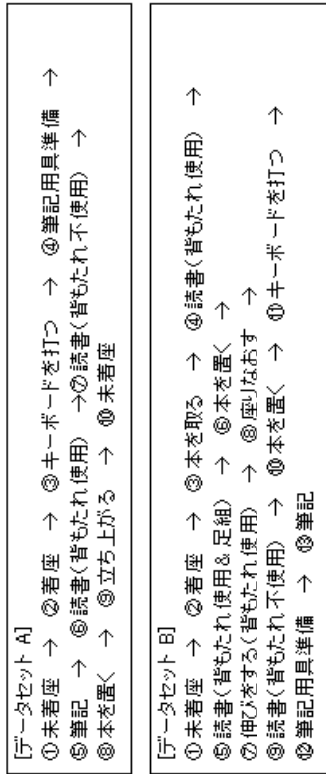 [データセット A]
①未着座 → ②着座 → ③キーボードを打つ → ④筆記用具準備 →
⑤筆記 → ⑥読書(背もたれ使用) →⑦読書(背もたれ不使用) →
⑧本を置く → ⑨立ち上がる → ⑩未着座
[データセット B]
①未着座 → ②着座 → ③本を取る → ④読書(背もたれ使用) →
⑤読書(背もたれ使用&足組) → ⑥本を置く →
⑦伸びをする(背もたれ使用) → ⑧座りなおす →
⑨読書(背もたれ不使用) → ⑩本を置く → ⑪キーボードを打つ →
⑫筆記用具準備 → ⑬筆記